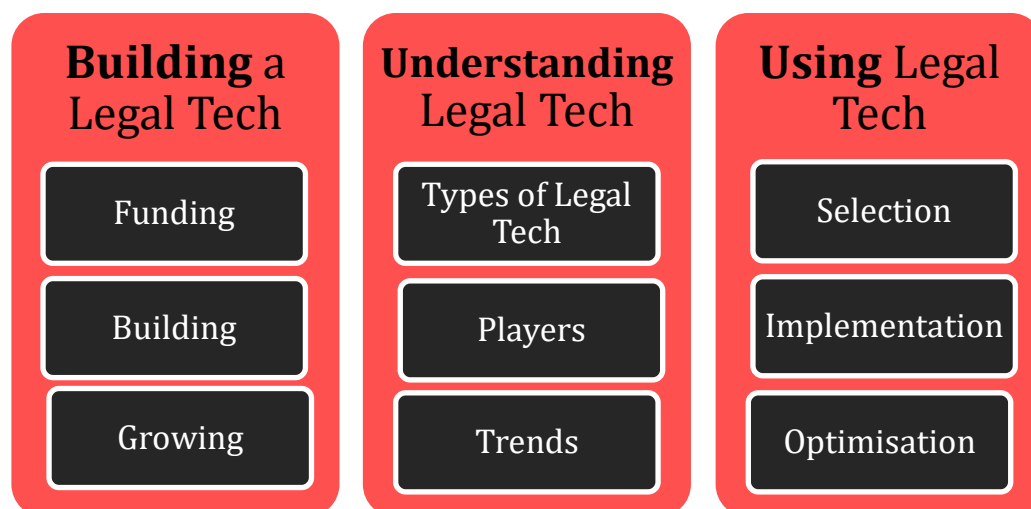 Building a
Legal Tech
Funding
Building
Growing
Understanding
Legal Tech
Types of Legal
Tech
Players
Trends
Using Legal
Tech
Selection
Implementation
Optimisation